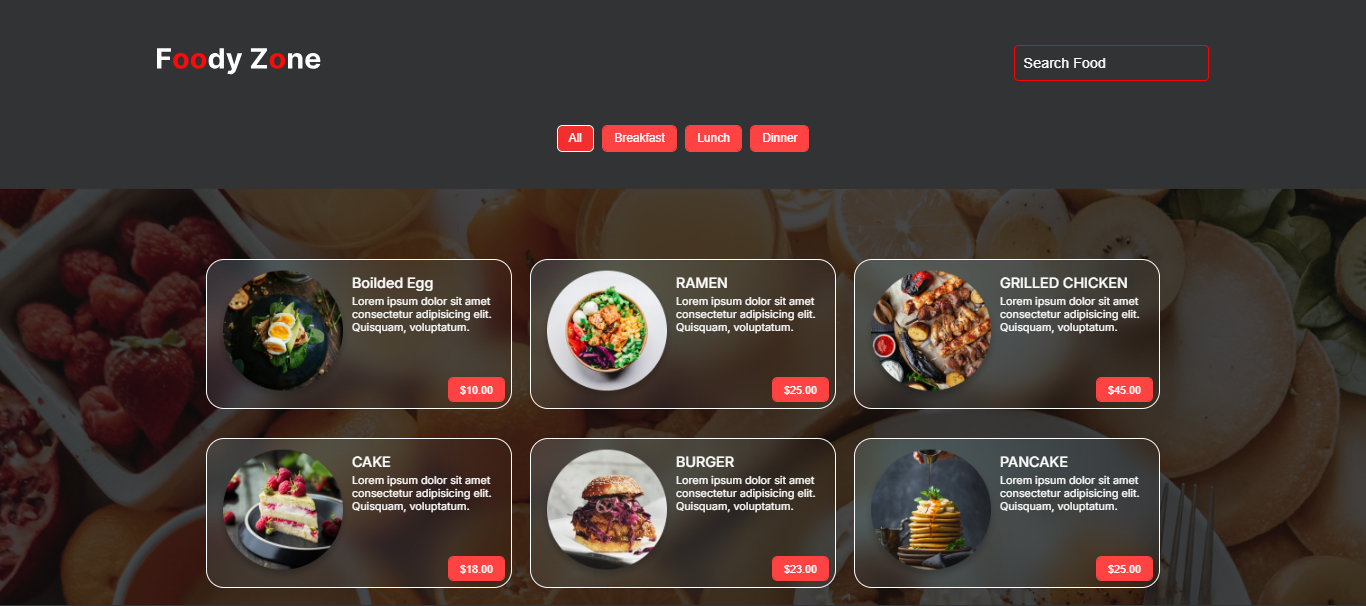 Foody Zone
Search Food
All
Breakfast
Lunch
Dinner
Boilded Egg
Lorem ipsum dolor sit amet
consectetur adipisicing elit.
Quisquam, voluptatum.
$10.00
RAMEN
Lorem ipsum dolor sit amet
consectetur adipisicing elit.
Quisquam, voluptatum.
$25.00
GRILLED CHICKEN
Lorem ipsum dolor sit amet
consectetur adipisicing elit.
Quisquam, voluptatum.
$45.00
CAKE
Lorem ipsum dolor sit amet
consectetur adipisicing elit.
Quisquam, voluptatum.
$18.00
BURGER
Lorem ipsum dolor sit amet
consectetur adipisicing elit.
Quisquam, voluptatum.
$23.00
PANCAKE
Lorem ipsum dolor sit amet
consectetur adipisicing elit.
Quisquam, voluptatum.
$25.00